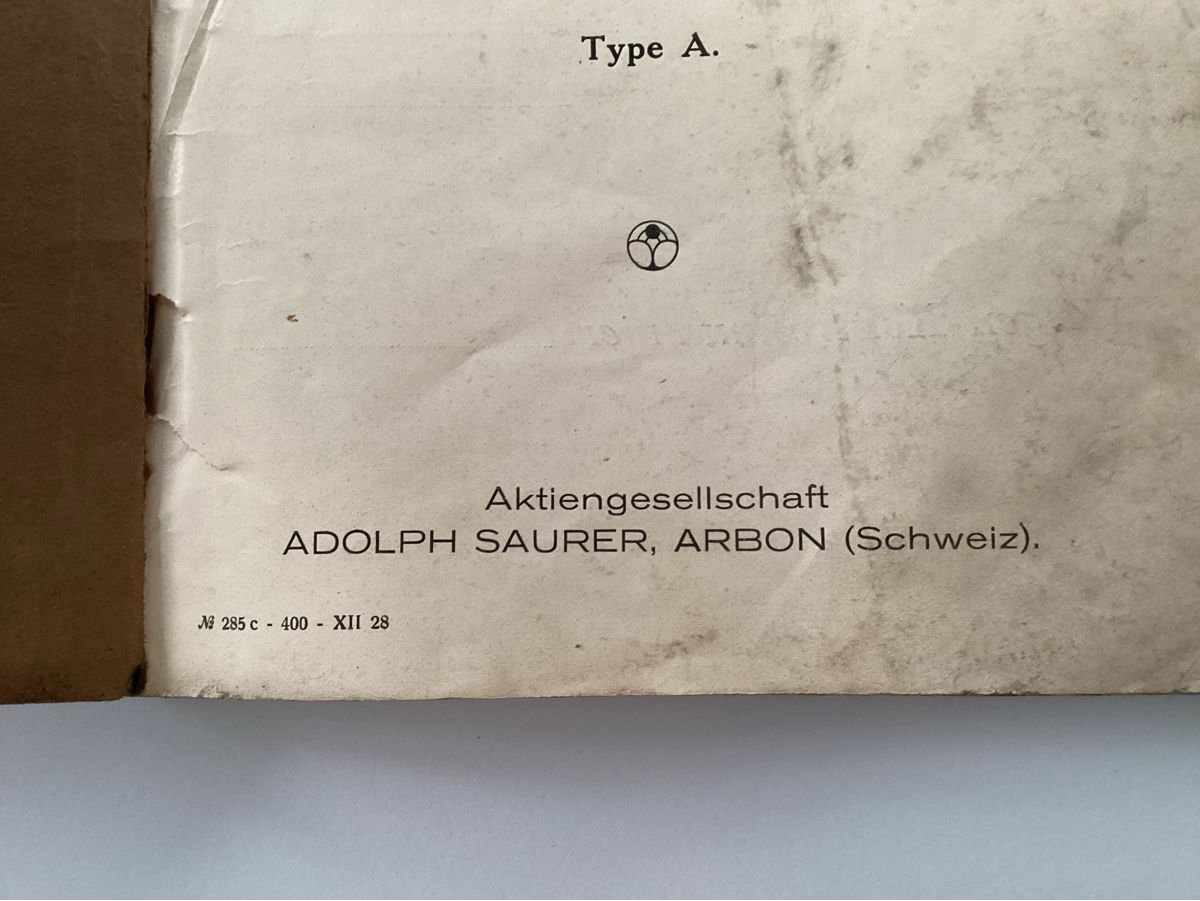 Type A.
Aktiengesellschaft
ADOLPH SAURER, ARBON (Schweiz).
№ 285 c - 400 - XII 28